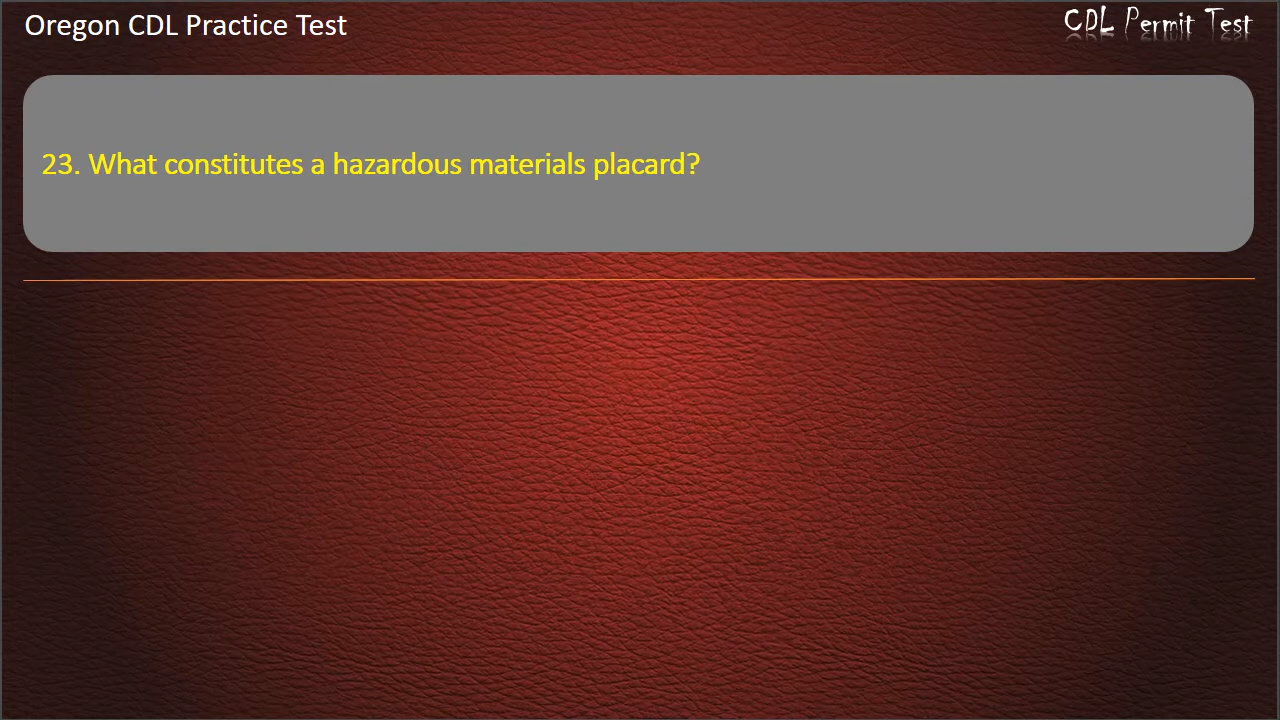 Oregon CDL Practice Test
CDL Permit Test
23. What constitutes a hazardous materials placard?